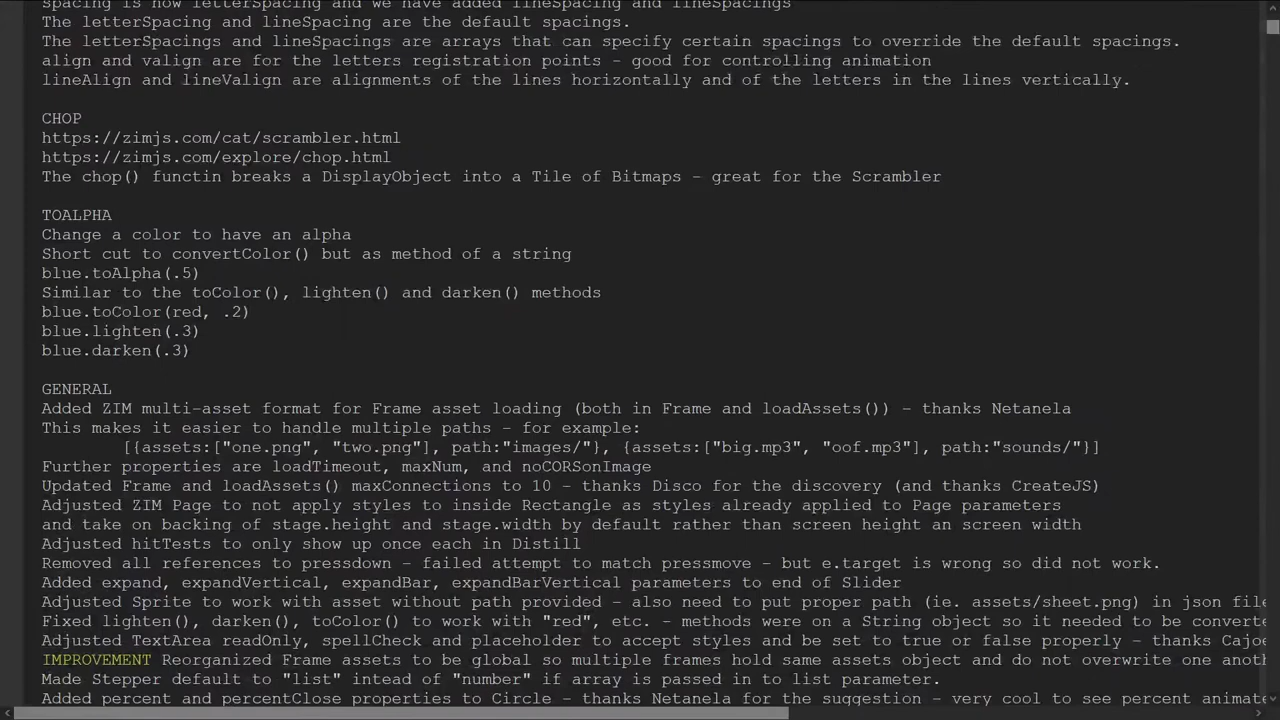 spacing is now letterSpacing and we have added lineSpacing and lineSpacings
The letterSpacing and lineSpacing are the default spacings.
The letterSpacings and lineSpacings are arrays that can specify certain spacings to override the default spacings.
align and valign are for the letters registration points - good for controlling animation
lineAlign and lineValign are alignments of the lines horizontally and of the letters in the lines vertically.
CHOP
https://zimjs.com/cat/scrambler.html
https://zimjs.com/explore/chop.html
The chop() functin breaks a DisplayObject into a Tile of Bitmaps - great for the Scrambler
TOALPHA
Change a color to have an alpha
Short cut to convertColor() but as method of a string
blue.toAlpha(.5)
Similar to the toColor(), lighten() and darken() methods
blue.toColor(red, .2)
blue.lighten(.3)
blue.darken(.3)
GENERAL
Added ZIM multi-asset format for Frame asset loading (both in Frame and loadAssets()) - thanks Netanela
This makes it easier to handle multiple paths - for example:
[{assets:["one.png", "two.png"], path:"images/"}, {assets:["big.mp3", "oof.mp3"], path:"sounds/"}]
Further properties are loadTimeout, maxNum, and noCORSonImage
Updated Frame and loadAssets() maxConnections to 10 - thanks Disco for the discovery (and thanks CreateJS)
Adjusted ZIM Page to not apply styles to inside Rectangle as styles already applied to Page parameters
and take on backing of stage.height and stage.width by default rather than screen height an screen width
Adjusted hitTests to only show up once each in Distill
Removed all references to pressdown - failed attempt to match pressmove - but e.target is wrong so did not work.
Added expand, expandVertical, expandBar, expandBarVertical parameters to end of Slider
Adjusted Sprite to work with asset without path provided - also need to put proper path (ie. assets/sheet.png) in json file
Fixed lighten(), darken(), toColor() to work with "red", etc. - methods were on a String object so it needed to be converte
Adjusted TextArea readOnly, spellCheck and placeholder to accept styles and be set to true or false properly - thanks Cajoe
IMPROVEMENT Reorganized Frame assets to be global so multiple frames hold same assets object and do not overwrite one anoth
Made Stepper default to "list" intead of "number" if array is passed in to list parameter.
Added percent and percentClose properties to Circle - thanks Netanela for the suggestion - very cool to see percent animate